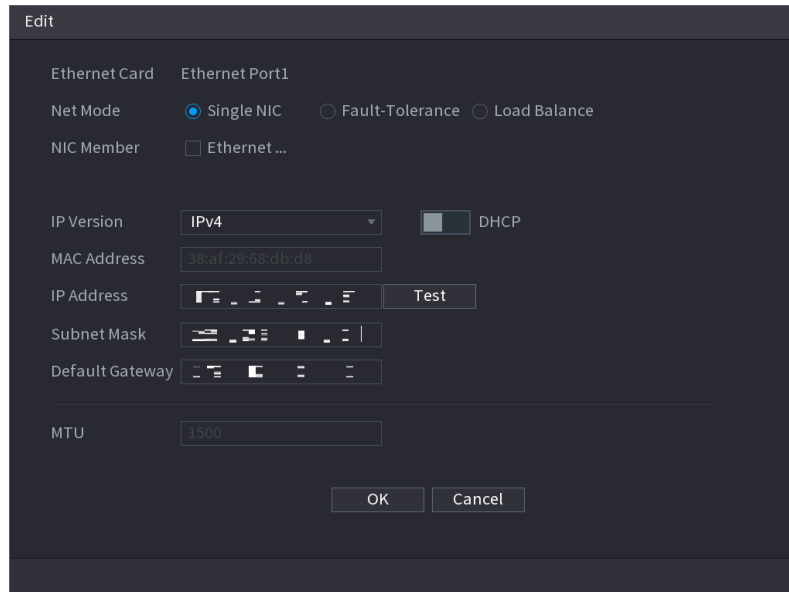 Edit
Ethernet Card Ethernet Port1
Net Mode Single NIC Fault-Tolerance Load Balance
NIC Member Ethernet ...
IP Version IPv4 DHCP
MAC Address 38:af:29:68:db:d8
IP Address Test
Subnet Mask
Default Gateway
MTU 1500
OK Cancel